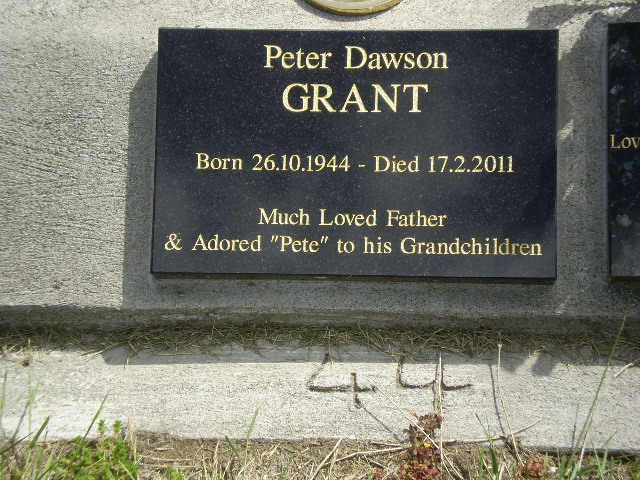 Peter Dawson
GRANT
Born 26.10.1944 - Died 17.2.2011
Much Loved Father
& Adored "Pete" to his Grandchildren
44